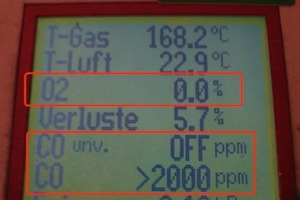 T-Gas 168.2°C
T-Luft 22.9°C
O2 0.0%
Verluste 5.7%
CO unv. OFF ppm
CO >2000 ppm